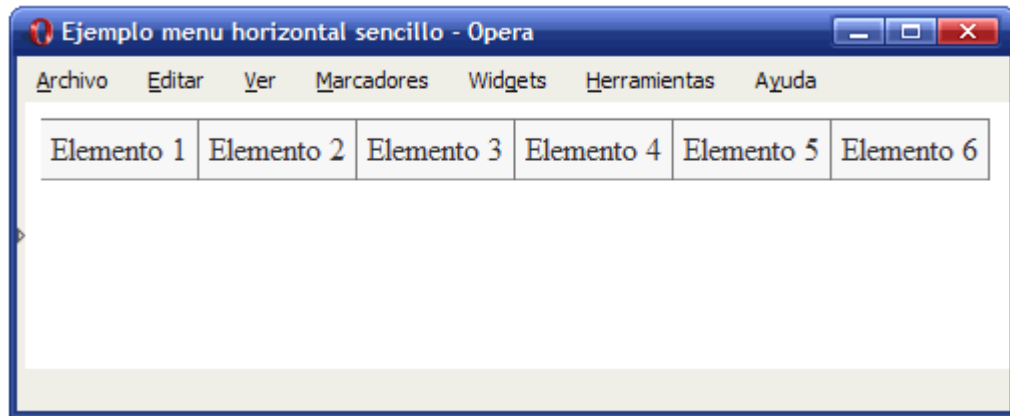 Ejemplo menu horizontal sencillo - Opera
Archivo Editar Ver Marcadores Widgets Herramientas Ayuda
Elemento 1 Elemento 2 Elemento 3 Elemento 4 Elemento 5 Elemento 6